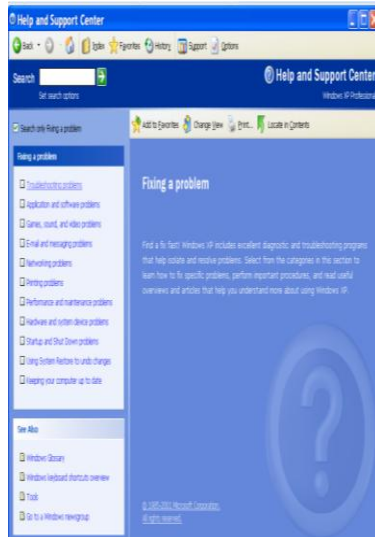 Help and Support Center
Back Index Favorites History Support Options
Search
Set search options
Help and Support Center
Windows XP Professional
Search only Fixing a problem
Add to Favorites Change View Print... Locate in Contents
Fixing a problem
Troubleshooting problems
Application and software problems
Games, sound, and video problems
E-mail and messaging problems
Networking problems
Printing problems
Performance and maintenance problems
Hardware and system device problems
Startup and Shut Down problems
Using System Restore to undo changes
Keeping your computer up to date
See Also
Windows Glossary
Windows keyboard shortcuts overview
Tools
Go to a Windows newsgroup
Fixing a problem
Find a fix fast! Windows XP includes excellent diagnostic and troubleshooting programs
that help isolate and resolve problems. Select from the categories in this section to
learn how to fix specific problems, perform important procedures, and read useful
overviews and articles that help you understand more about using Windows XP.
© 1985-2001 Microsoft Corporation.
All rights reserved.